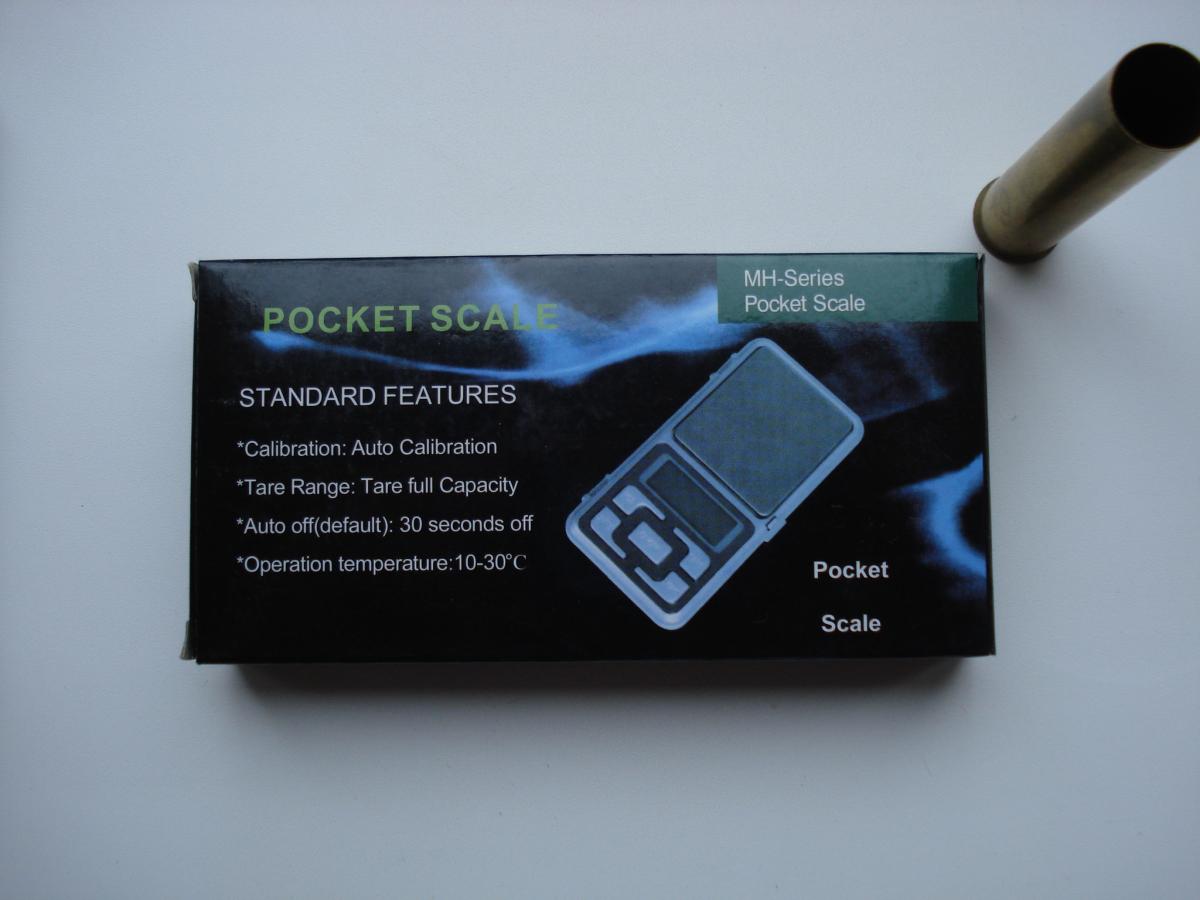 MH-Series
Pocket Scale
POCKET SCALE
STANDARD FEATURES
*Calibration: Auto Calibration
*Tare Range: Tare full Capacity
*Auto off(default): 30 seconds off
*Operation temperature:10-30°C
Pocket
Scale